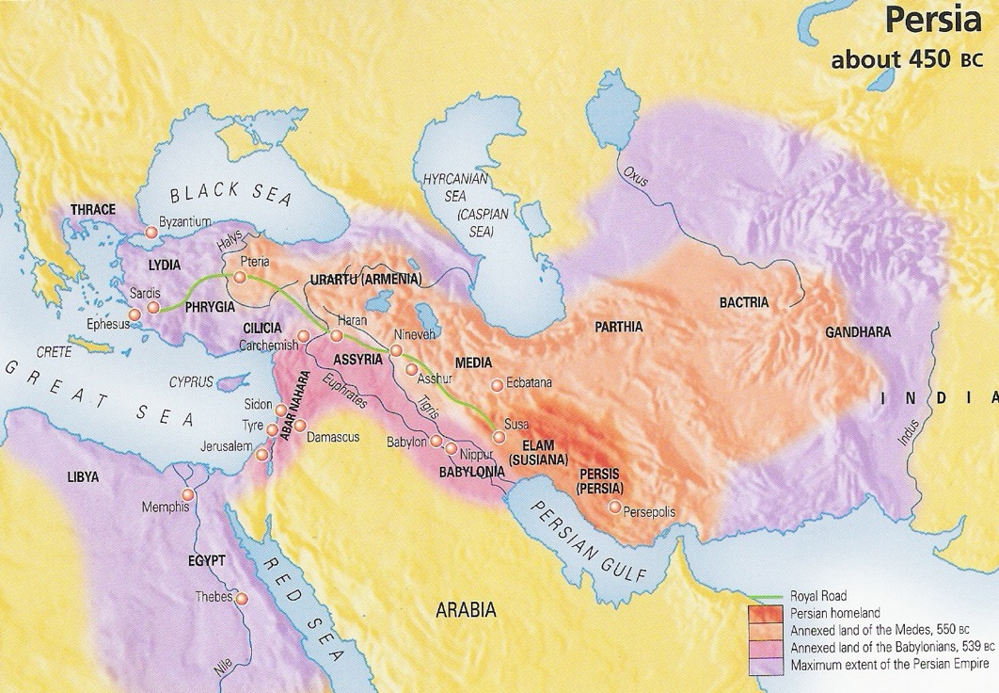 Persia
about 450 BC
HYRCANIAN
SEA
(CASPIAN
SEA)
Oxus
BLACK SEA
THRACE
Byzantium
Halys
LYDIA
Pteria
URARTU (ARMENIA)
Sardis
PHRYGIA
BACTRIA
Ephesus
CILICIA
Haran
PARTHIA
GANDHARA
Carchemish
Nineveh
CRETE
ASSYRIA
MEDIA
GREAT SEA
CYPRUS
Asshur
Ecbatana
ABAR NAHARA
Euphrates
Tigris
INDIA
Sidon
Tyre
Damascus
Susa
Indus
Jerusalem
Babylon
Nippur
ELAM
(SUSIANA)
BABYLONIA
LIBYA
PERSIS
(PERSIA)
Memphis
Persepolis
PERSIAN GULF
EGYPT
RED SEA
Thebes
ARABIA
Nile
Royal Road
Persian homeland
Annexed land of the Medes, 550 BC
Annexed land of the Babylonians, 539 BC
Maximum extent of the Persian Empire